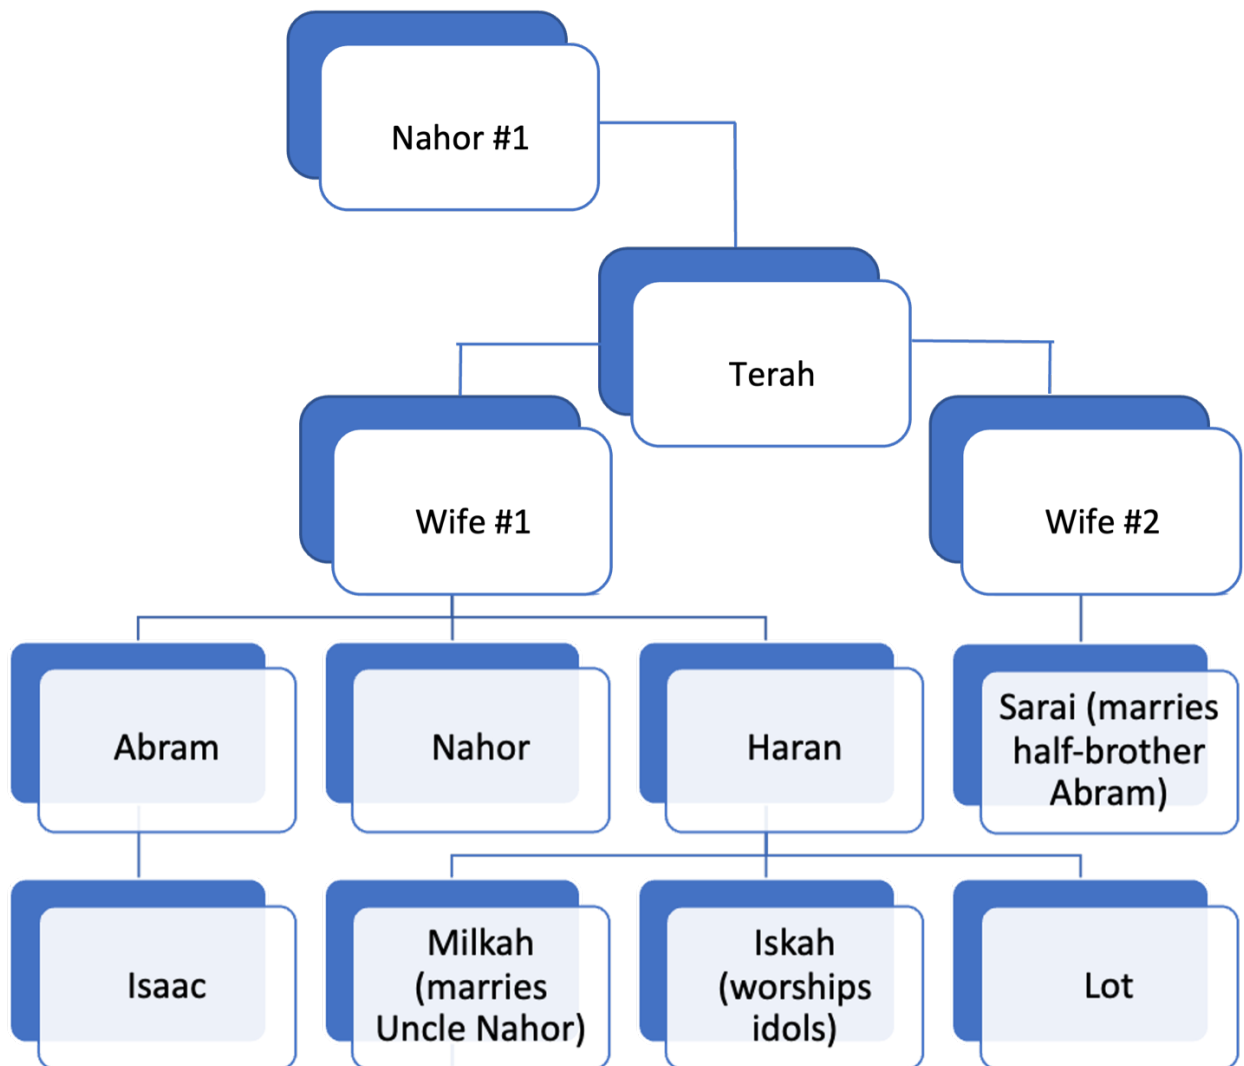 Nahor #1
Terah
Wife #1
Wife #2
Abram
Nahor
Haran
Sarai (marries
half-brother
Abram)
Isaac
Milkah
(marries
Uncle Nahor)
Iskah
(worships
idols)
Lot